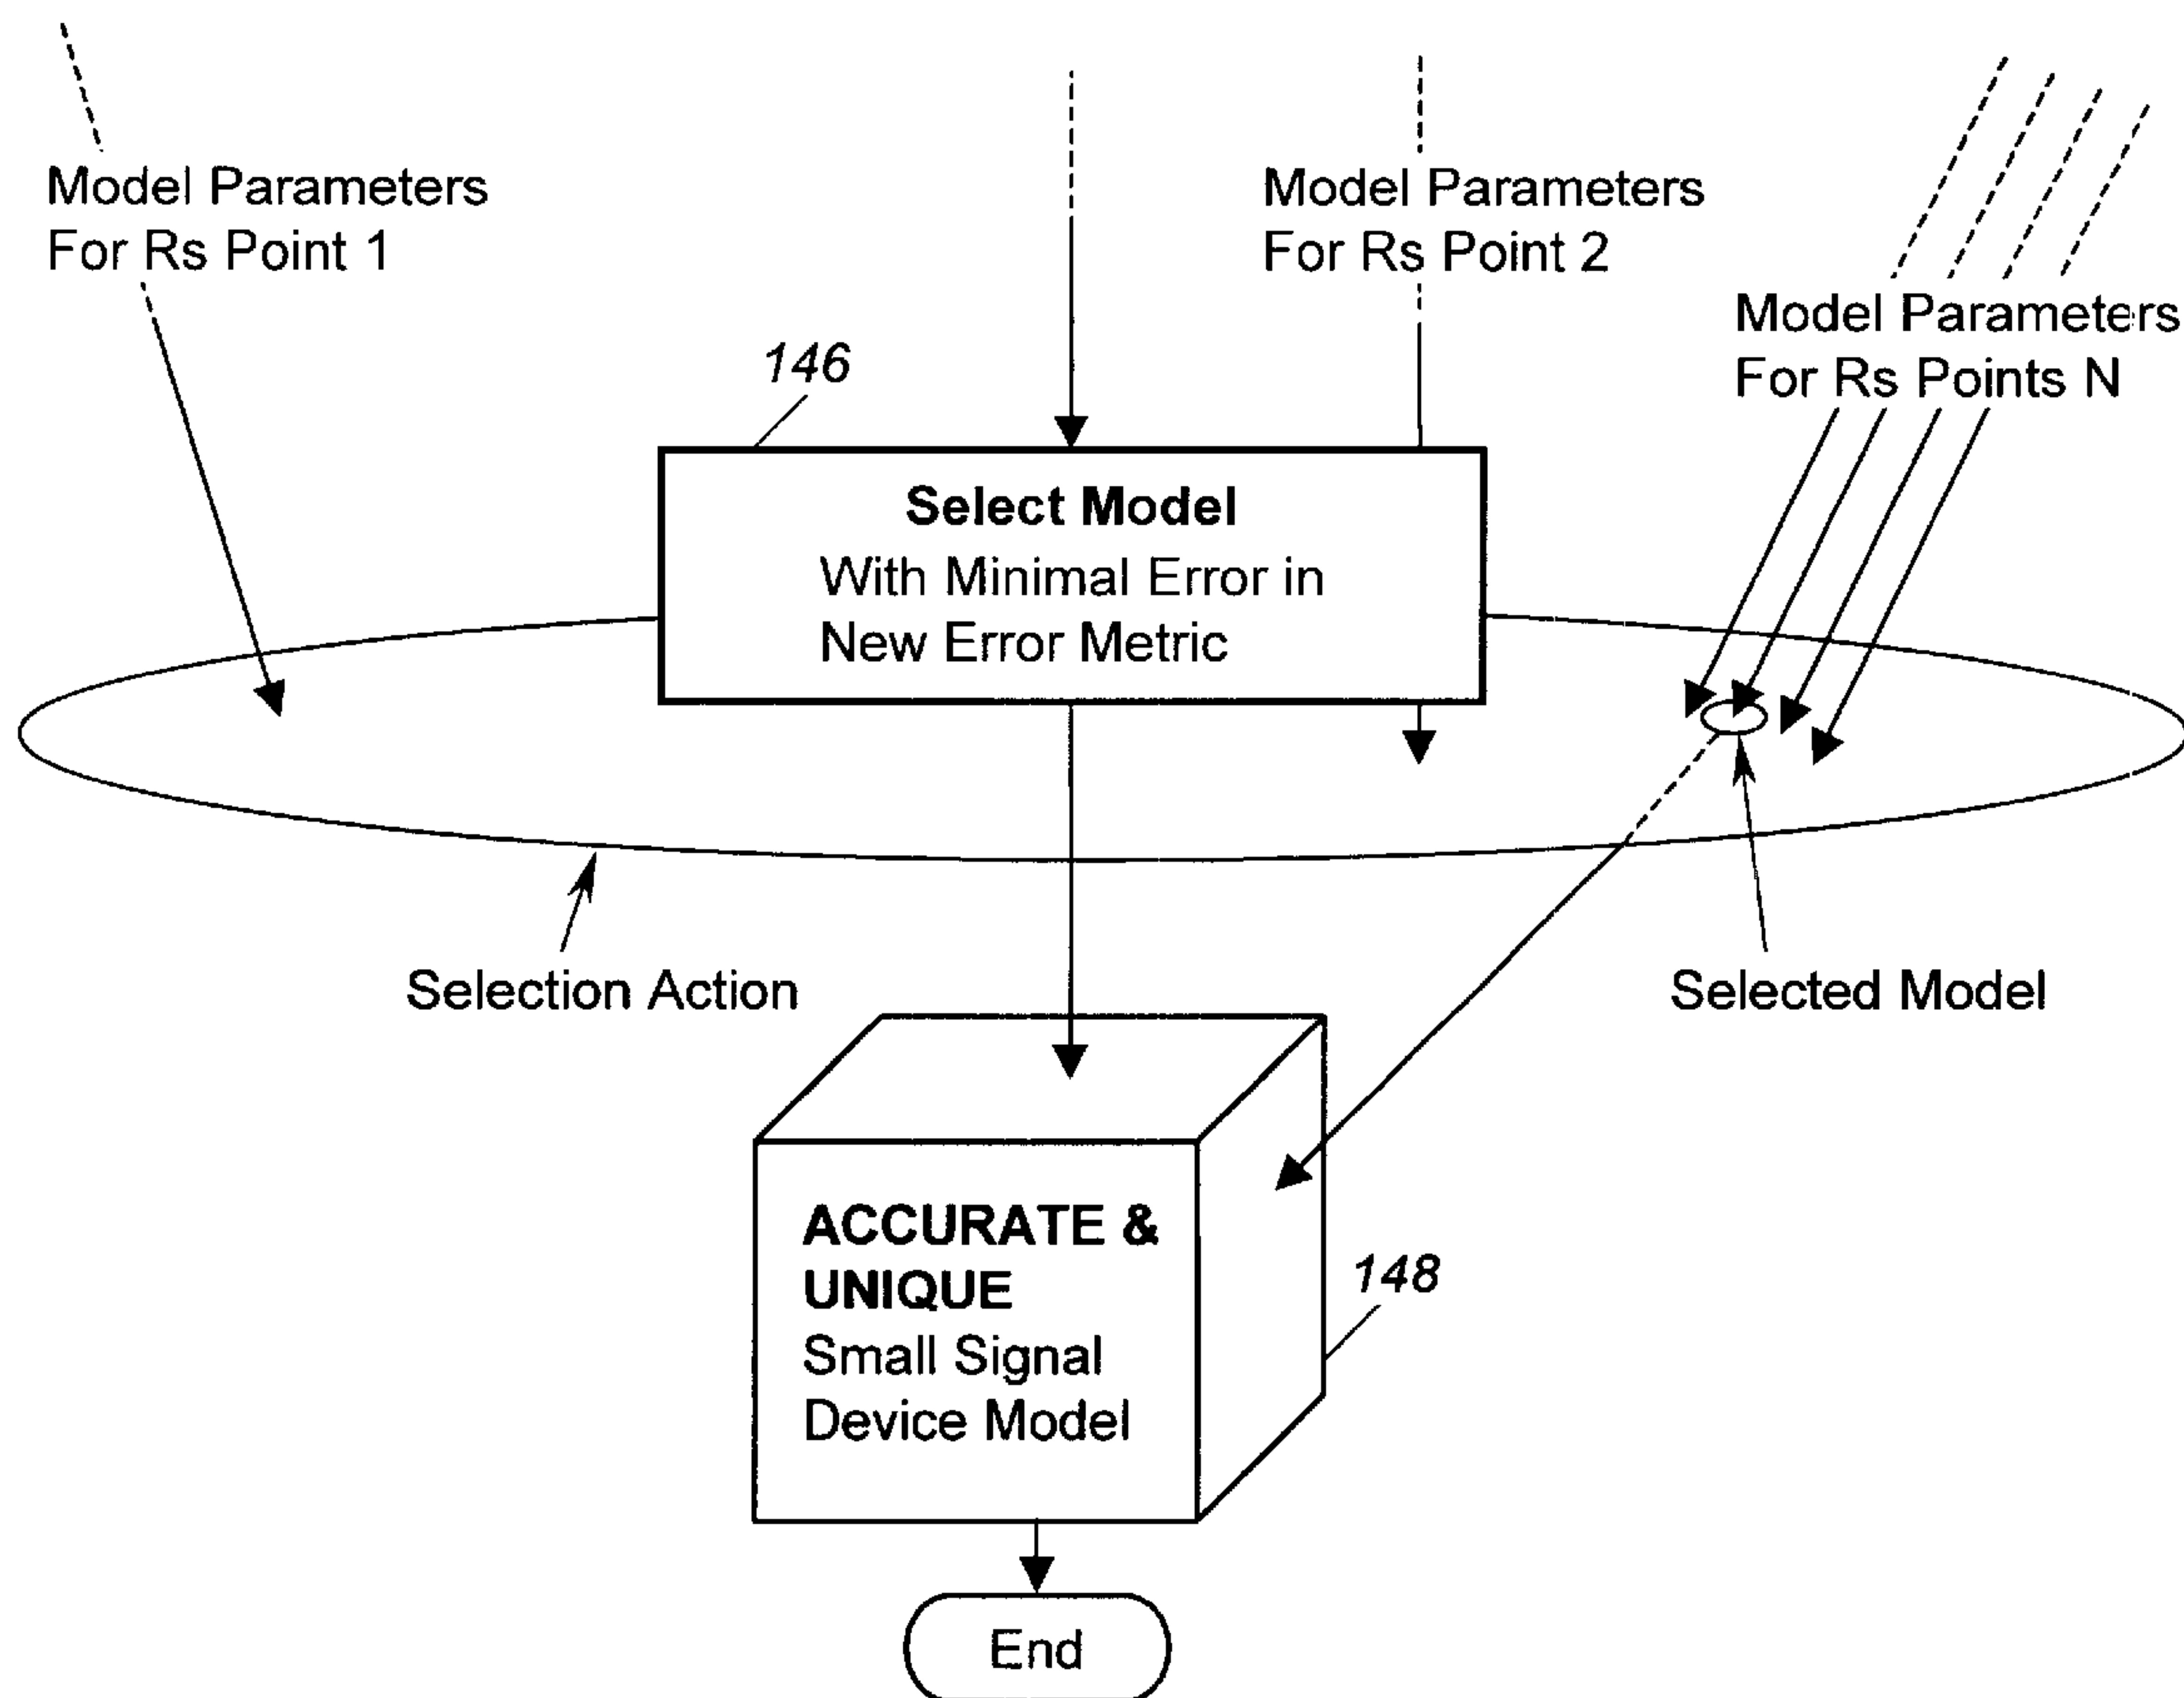 Model Parameters
For Rs Point 1
Model Parameters
For Rs Point 2
Model Parameters
For Rs Points N
146
Select Model
With Minimal Error in
New Error Metric
Selection Action
Selected Model
ACCURATE &
UNIQUE
Small Signal
Device Model
148
End